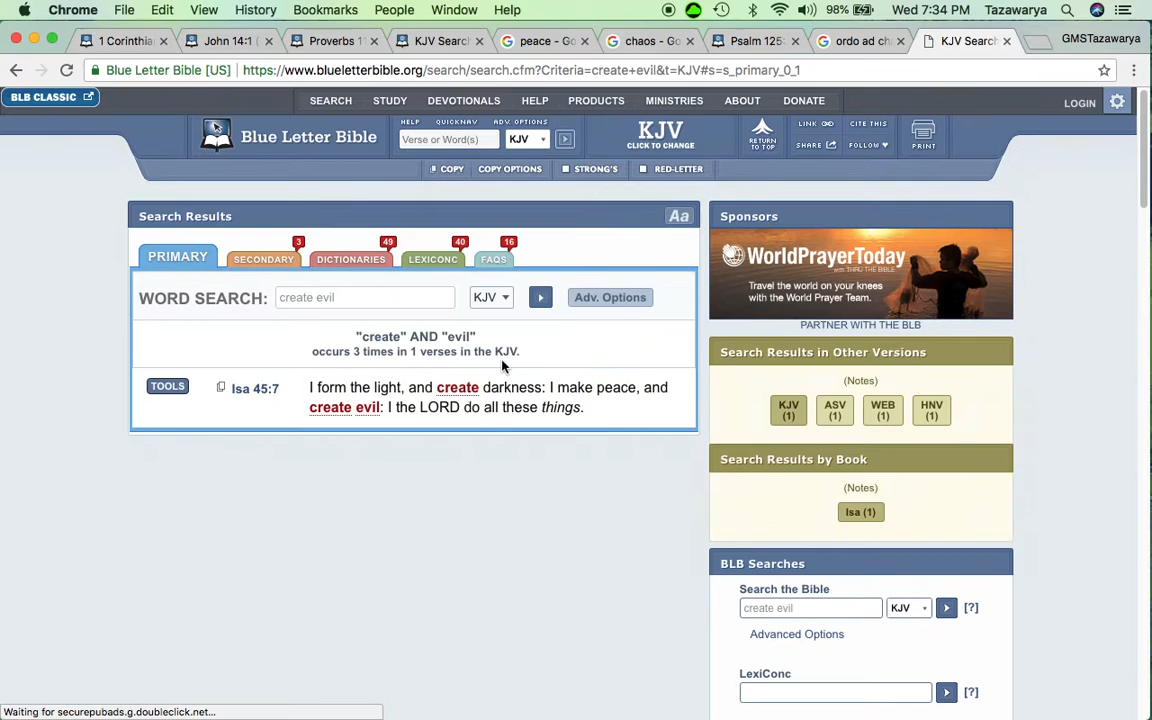 Chrome File Edit View History Bookmarks People Window Help 98% Wed 7:34 PM Tazawarya
1 Corinthia John 14:1 ( Proverbs 1 KJV Search peace - Go chaos - Go Psalm 125: ordo ad ch KJV Search GMSTazawarya
Blue Letter Bible [US] https://www.blueletterbible.org/search/search.cfm?Criteria=create+evil&t=KJV#s=s_primary_0_1
BLB CLASSIC SEARCH STUDY DEVOTIONALS HELP PRODUCTS MINISTRIES ABOUT DONATE LOGIN
HELP QUICKNAV ADV. OPTIONS
Blue Letter Bible Verse or Word(s) KJV
KJV
CLICK TO CHANGE
RETURN
TO TOP
LINK CITE THIS
SHARE FOLLOW
PRINT
COPY COPY OPTIONS STRONG'S RED-LETTER
Search Results Aa
3 49 40 16
PRIMARY SECONDARY DICTIONARIES LEXICONC FAQS
WORD SEARCH: create evil KJV Adv. Options
"create" AND "evil"
occurs 3 times in 1 verses in the KJV.
TOOLS Isa 45:7 I form the light, and create darkness: I make peace, and
create evil: I the LORD do all these things.
Sponsors
WorldPrayerToday
with THRU THE BIBLE
Travel the world on your
knees with the World Prayer Team.
PARTNER WITH THE BLB
Search Results in Other Versions
(Notes)
KJV ASV WEB HNV
(1) (1) (1) (1)
Search Results by Book
(Notes)
Isa (1)
BLB Searches
Search the Bible
create evil KJV [?]
Advanced Options
LexiConc
[?]
Waiting for securepubads.g.doubleclick.net...